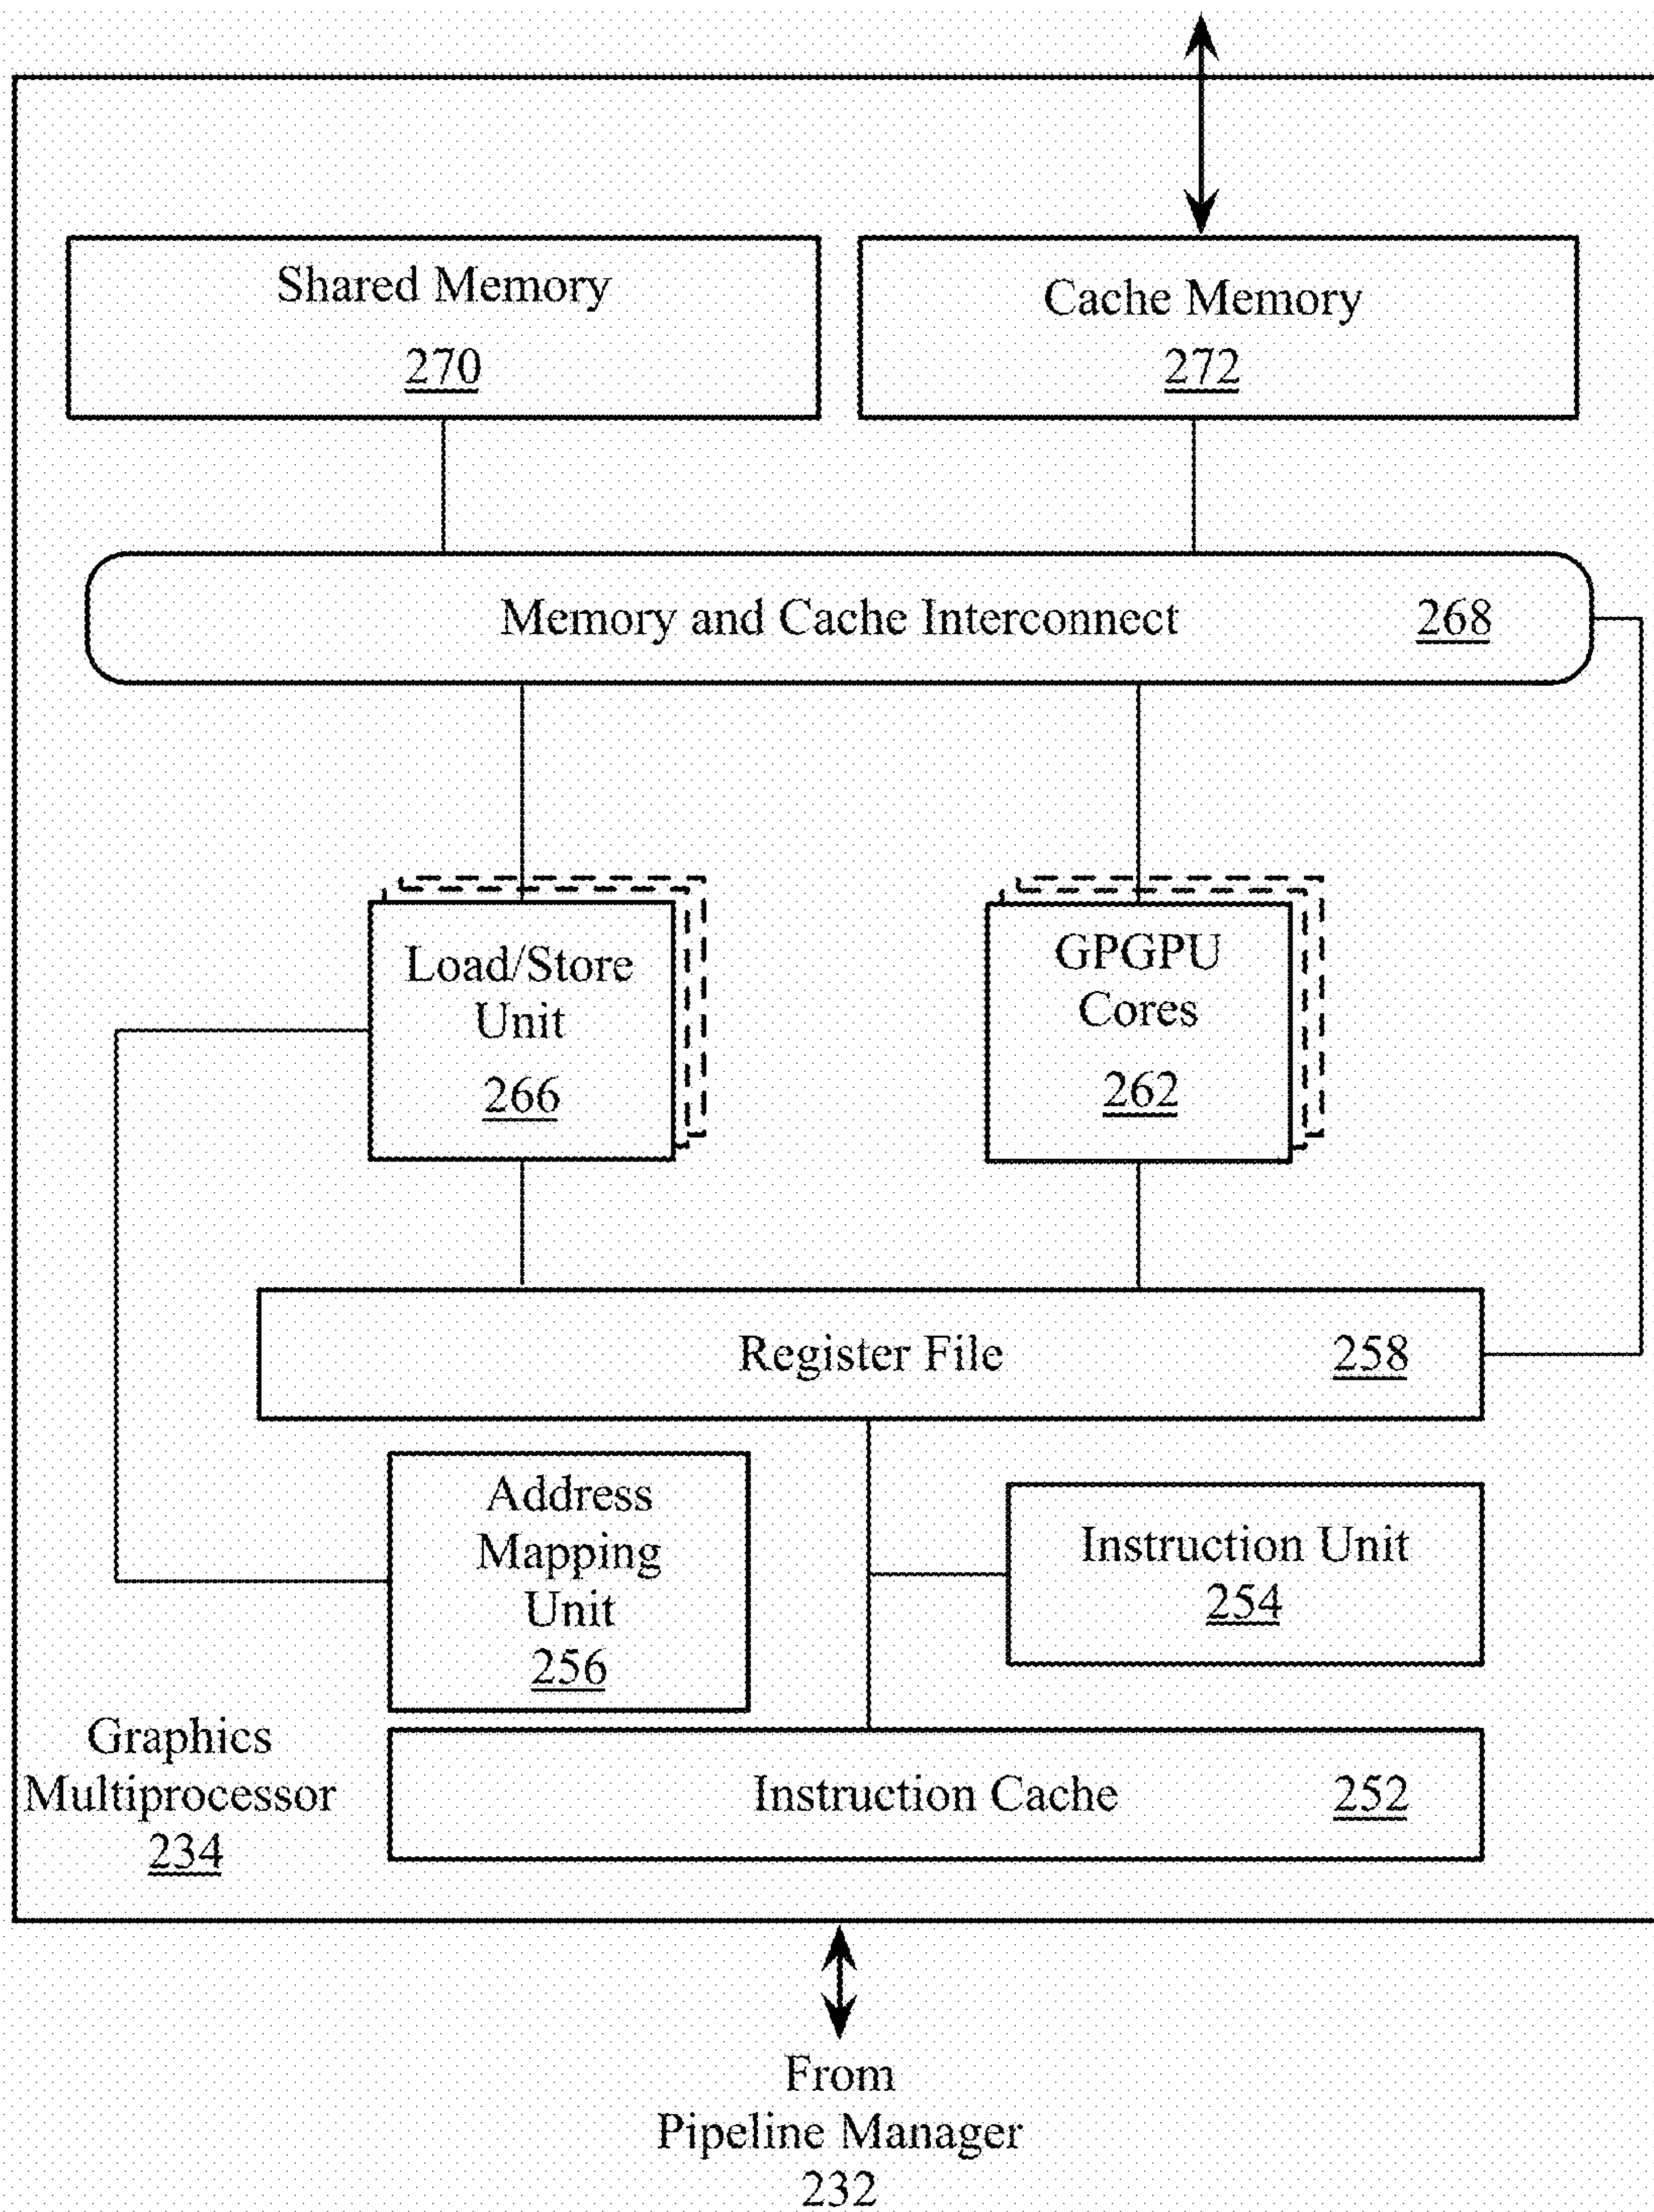 Shared Memory
270
Cache Memory
272
Memory and Cache Interconnect 268
Load/Store
Unit
266
GPGPU
Cores
262
Register File 258
Address
Mapping
Unit
256
Instruction Unit
254
Graphics
Multiprocessor
234
Instruction Cache 252
From
Pipeline Manager
232